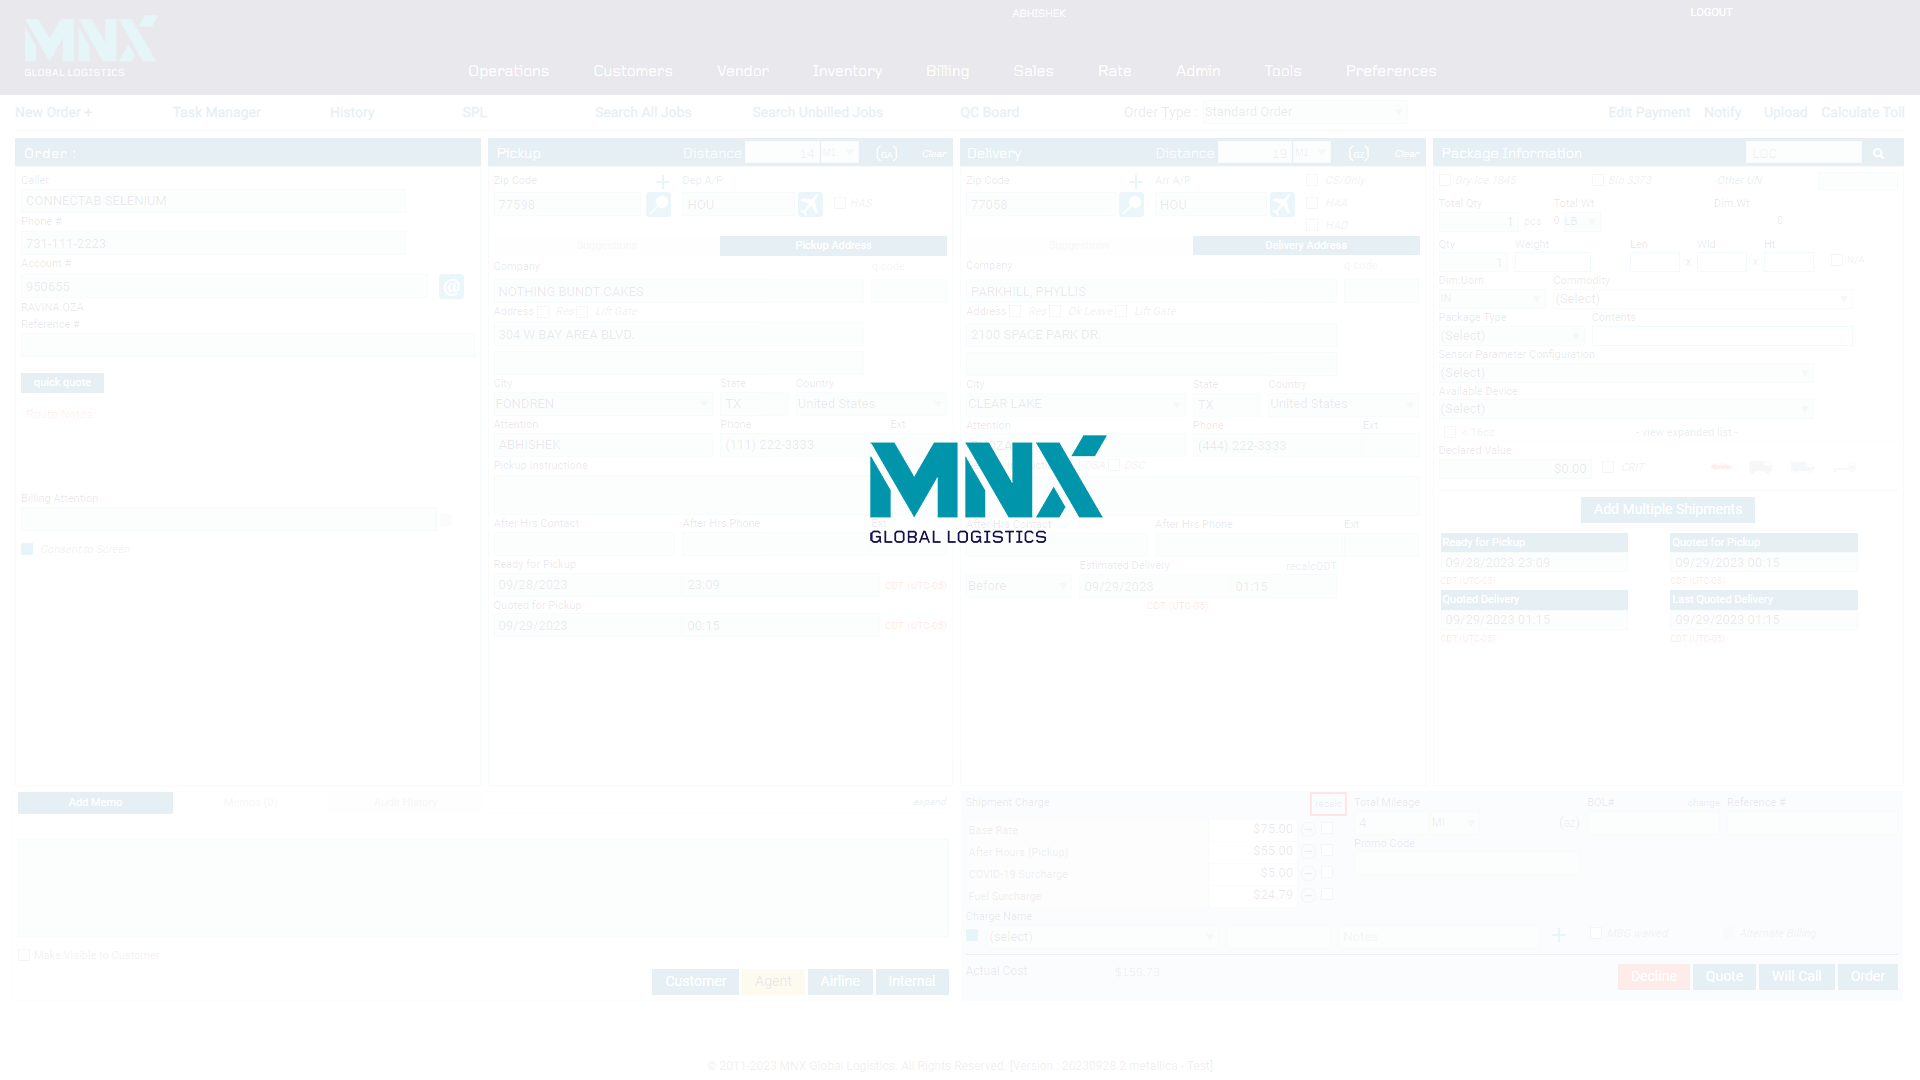 ABHISHEK
LOGOUT
MNX
GLOBAL LOGISTICS
Operations Customers Vendor Inventory Billing Sales Rate Admin Tools Preferences
New Order + Task Manager History SPL Search All Jobs Search Unbilled Jobs QC Board Order Type : Standard Order Edit Payment Notify Upload Calculate Toll
Order :
Caller
CONNECTAB SELENIUM
Phone #
731-111-2223
Account #
950655
@
RAVINA OZA
Reference #
quick quote
Route Notes:
Billing Attention
Consent to Screen
Pickup Distance 14 MI (QA) Clear
Zip Code + Dep A/P
77598 HOU HAS
Suggestions Pickup Address
Company
NOTHING BUNDT CAKES
Address Res Lift Gate
304 W BAY AREA BLVD.
City State Country
FONDREN TX United States
Attention Phone Ext
ABHISHEK (111) 222-3333
Pickup Instructions
After Hrs Contact After Hrs Phone Ext
Ready for Pickup
09/28/2023 23:09 CDT (UTC-05)
Quoted for Pickup
09/29/2023 00:15 CDT (UTC-05)
Delivery Distance 19 MI (OZ) Clear
Zip Code + Arr A/P CS/Only
77058 HOU HAA
HAD
Suggestions Delivery Address
Company
PARKHILL, PHYLLIS
Address Res Ok Leave Lift Gate
2100 SPACE PARK DR.
City State Country
CLEAR LAKE TX United States
Attention Phone Ext
(444) 222-3333
DSA DSC
MNX
GLOBAL LOGISTICS
After Hrs Contact After Hrs Phone Ext
Estimated Delivery recalcODT
Before 09/29/2023 01:15
CDT (UTC-05)
Package Information LOC
Dry Ice 1845 Bio 3373 Other UN
Total Qty Total Wt Dim Wt
1 pcs 0 LB 0
Qty Weight Len Wid Ht
1 x x N/A
Dim Uom Commodity
IN (Select)
Package Type Contents
(Select)
Sensor Parameter Configuration
(Select)
Available Device
(Select)
< 16oz - view expanded list -
Declared Value
$0.00 CRIT
Add Multiple Shipments
Ready for Pickup Quoted for Pickup
09/28/2023 23:09 09/29/2023 00:15
CDT (UTC-05) CDT (UTC-05)
Quoted Delivery Last Quoted Delivery
09/29/2023 01:15 09/29/2023 01:15
CDT (UTC-05) CDT (UTC-05)
Add Memo Memos (0) Audit History expand
Make Visible to Customer
Customer Agent Airline Internal
Shipment Charge recalc Total Mileage BOL# change Reference #
Base Rate $75.00 4 MI (oz)
After Hours (Pickup) $55.00 Promo Code
COVID-19 Surcharge $5.00
Fuel Surcharge $24.79
Charge Name
(select) Notes + MBG waived Alternate Billing
Actual Cost
Decline Quote Will Call Order
© 2011-2023 MNX Global Logistics. All Rights Reserved. [Version : 20230928.2 metallica - Test]